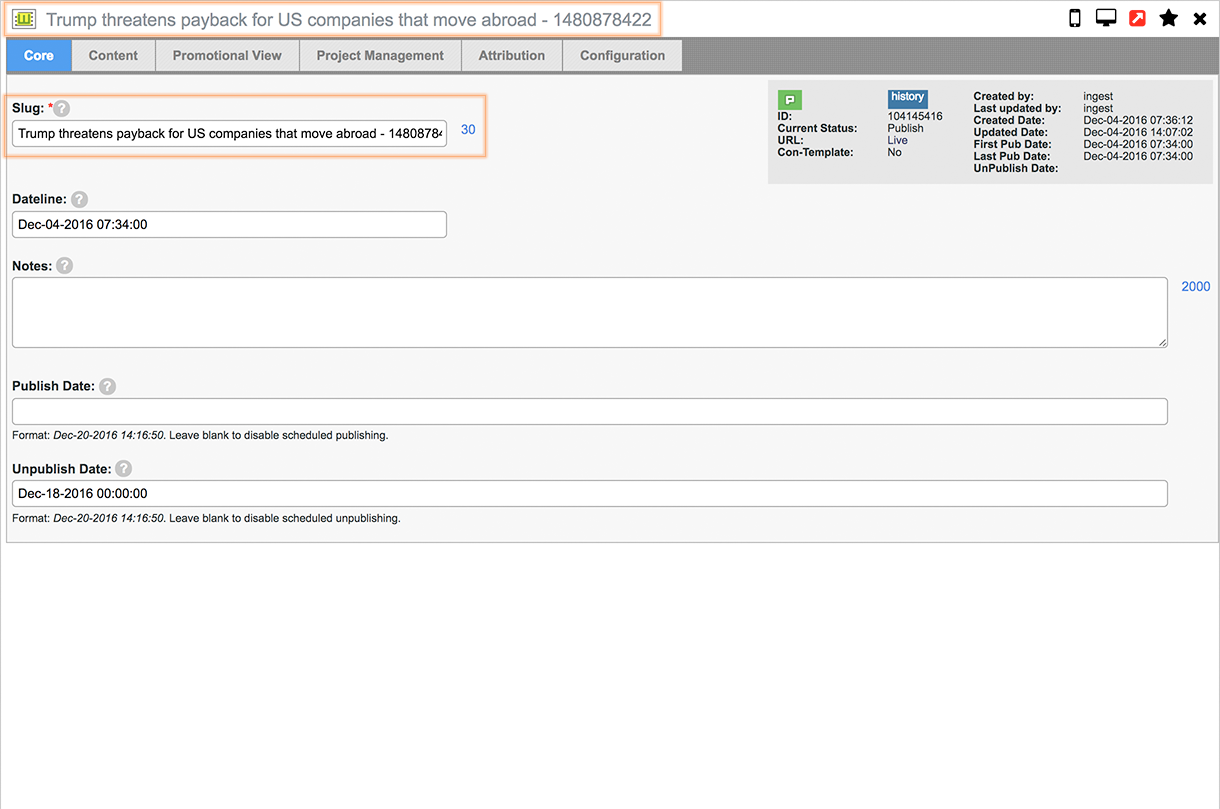 Trump threatens payback for US companies that move abroad - 1480878422
Core Content Promotional View Project Management Attribution Configuration
Slug: * ?
Trump threatens payback for US companies that move abroad - 1480878
30
history
ID: 104145416
Current Status: Publish
URL: Live
Con-Template: No
Created by: ingest
Last updated by: ingest
Created Date: Dec-04-2016 07:36:12
Updated Date: Dec-04-2016 14:07:02
First Pub Date: Dec-04-2016 07:34:00
Last Pub Date: Dec-04-2016 07:34:00
UnPublish Date:
Dateline: ?
Dec-04-2016 07:34:00
Notes: ?
2000
Publish Date: ?
Format: Dec-20-2016 14:16:50. Leave blank to disable scheduled publishing.
Unpublish Date: ?
Dec-18-2016 00:00:00
Format: Dec-20-2016 14:16:50. Leave blank to disable scheduled unpublishing.